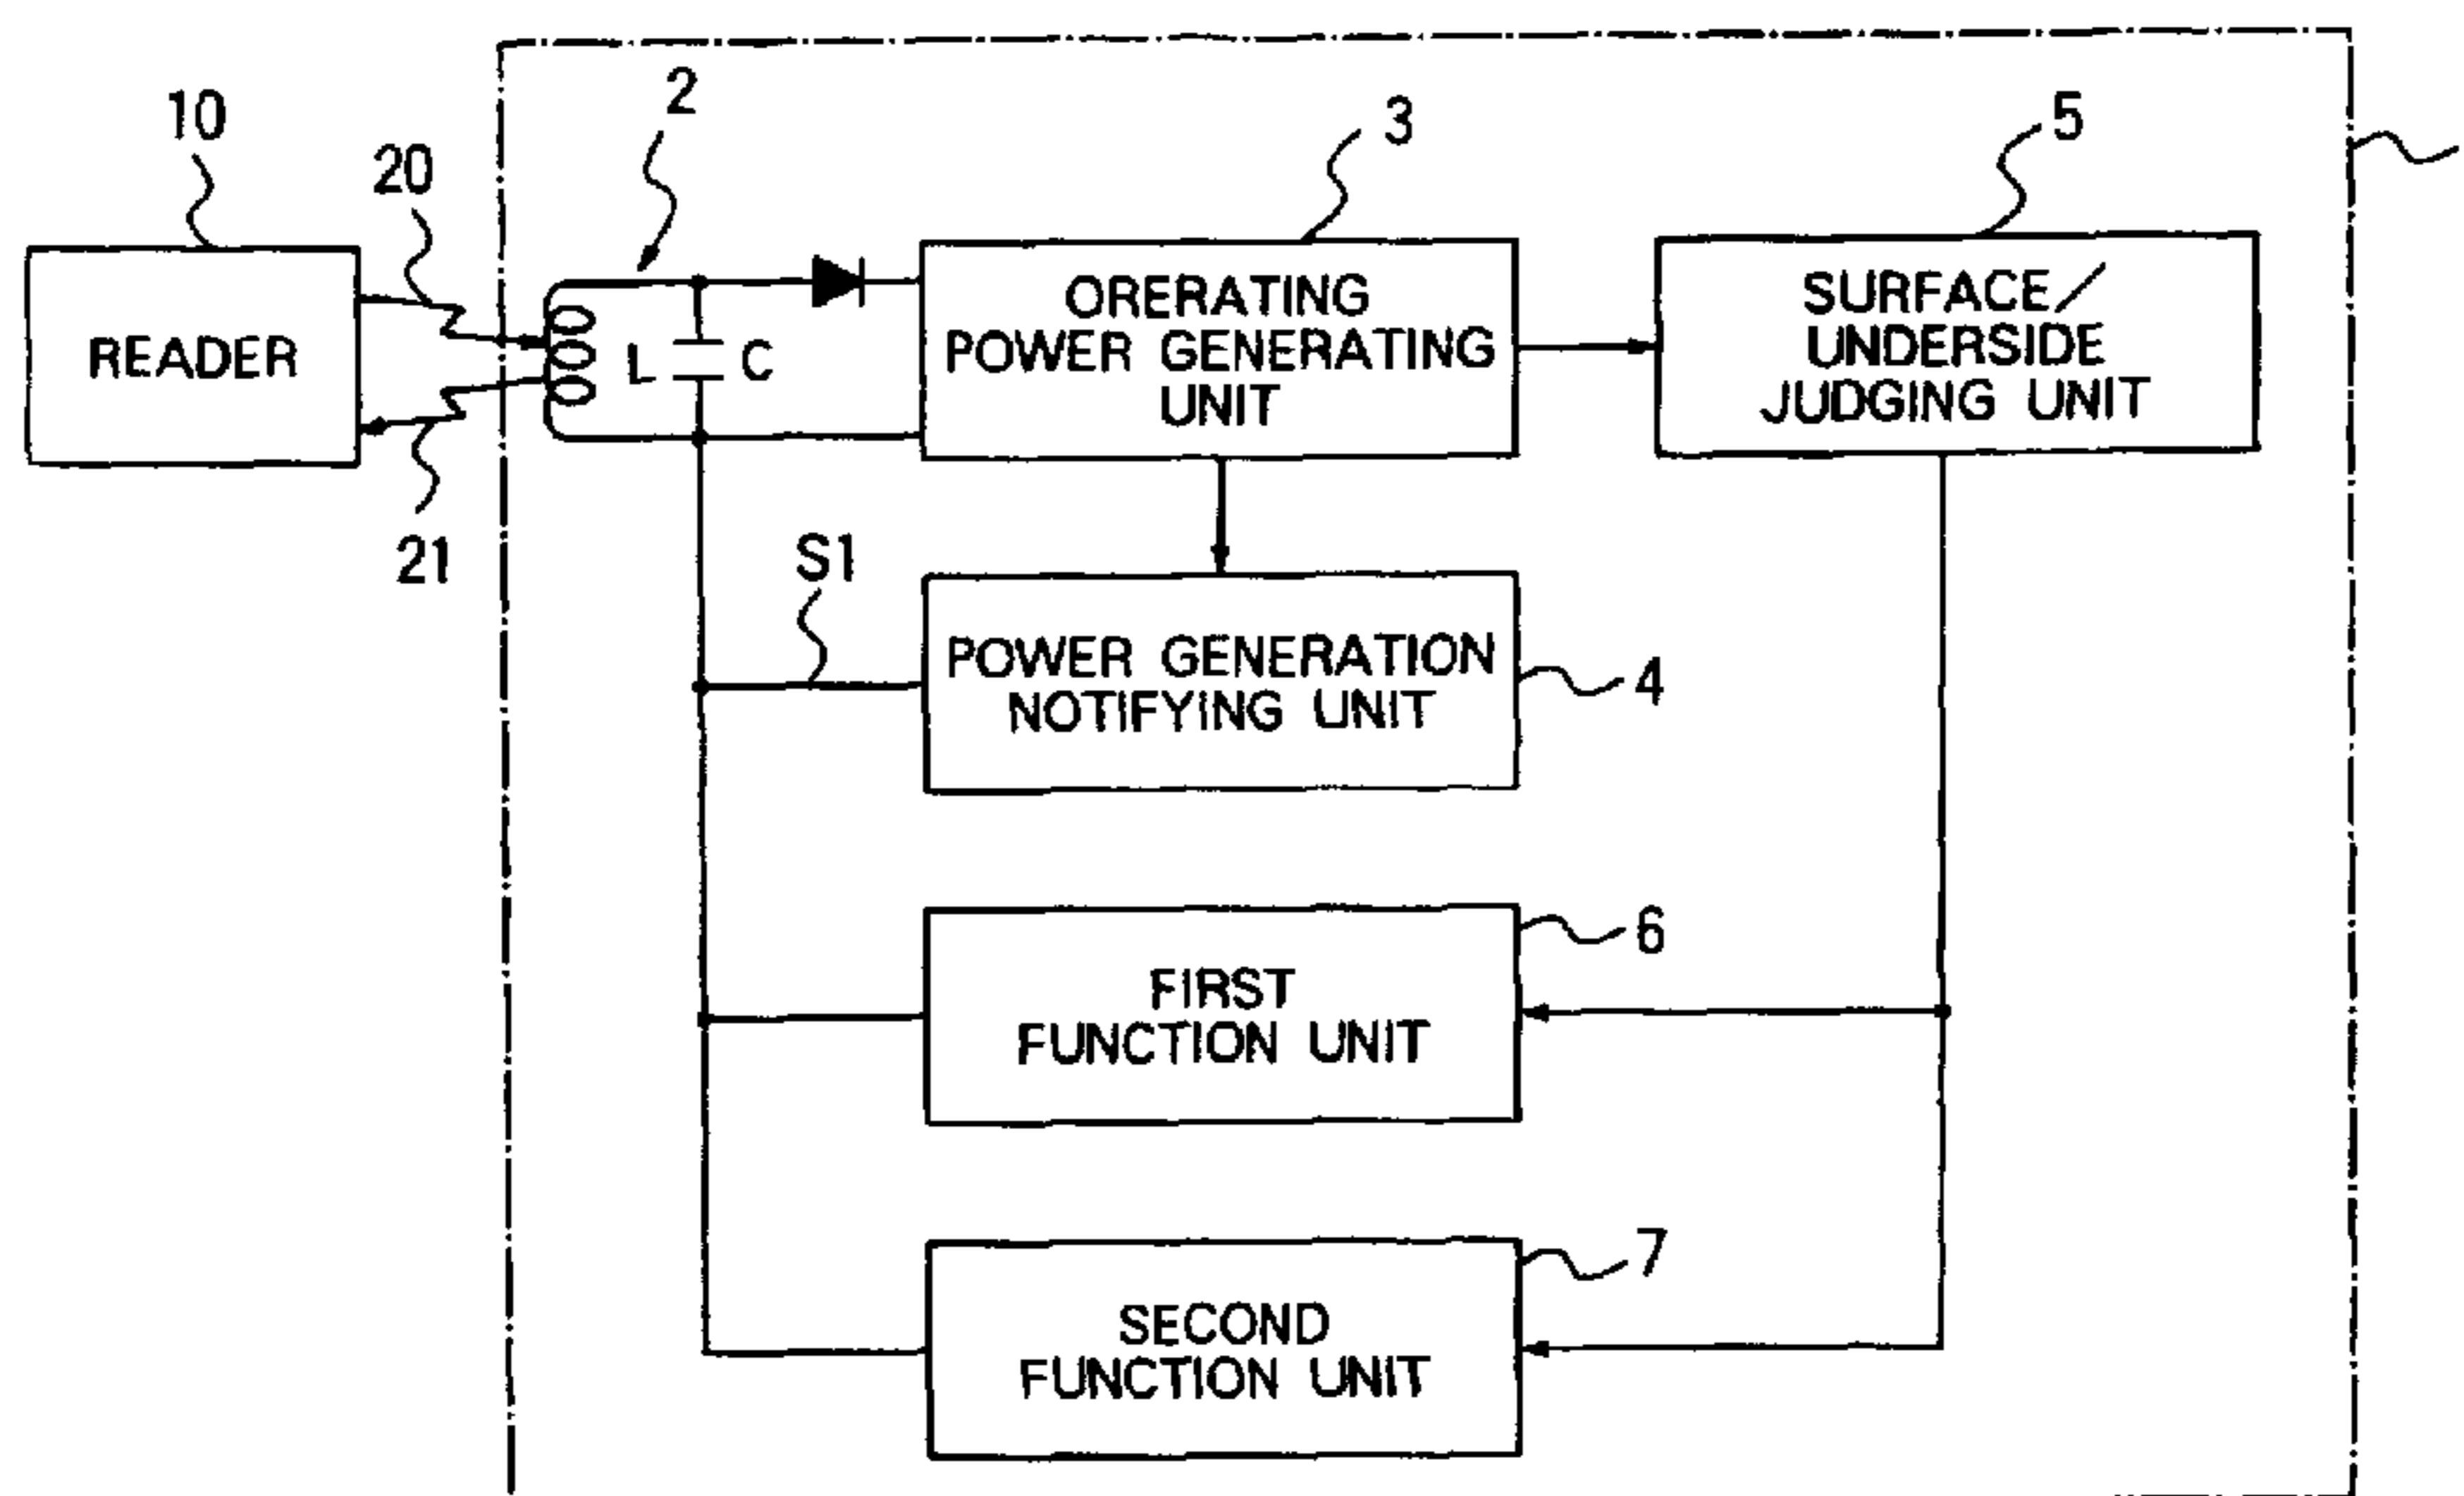 2
10
3
5
20
READER
L
C
ORERATING
POWER GENERATING
UNIT
SURFACE/
UNDERSIDE
JUDGING UNIT
21
S1
POWER GENERATION
NOTIFYING UNIT
4
6
FIRST
FUNCTION UNIT
7
SECOND
FUNCTION UNIT